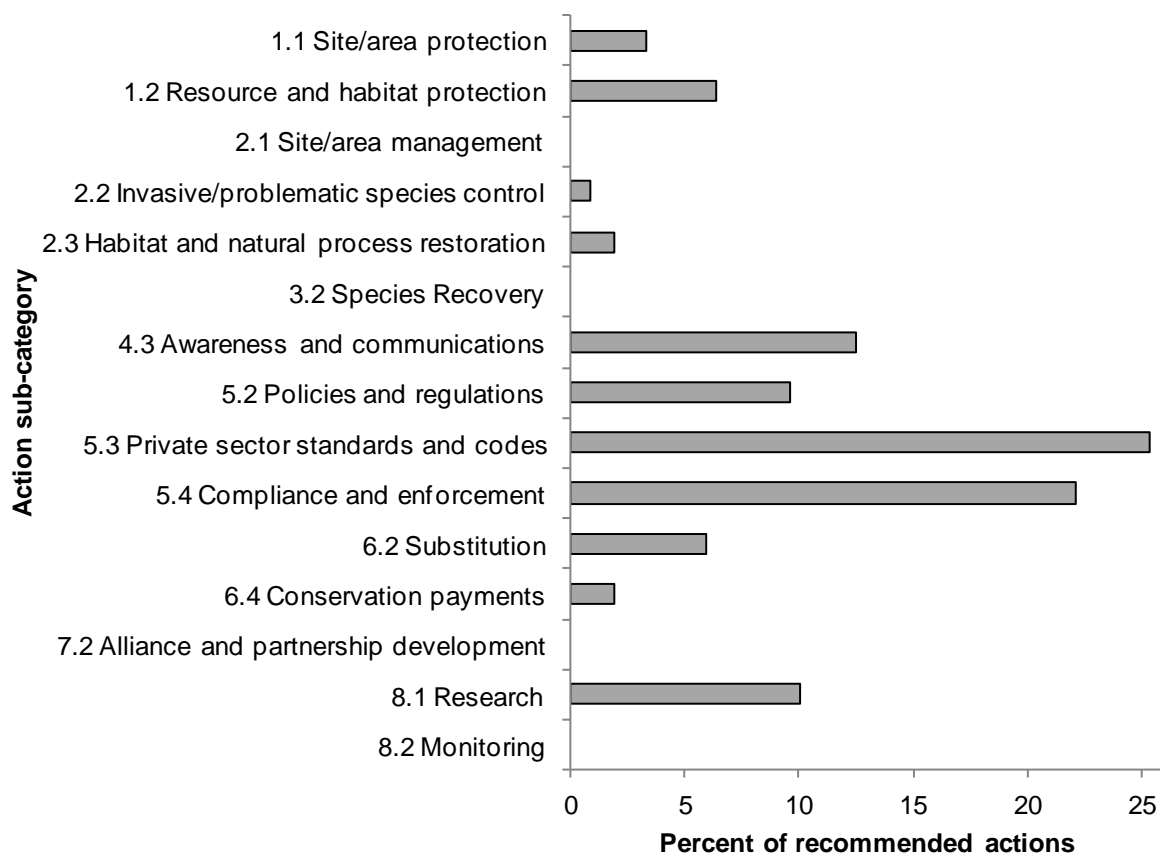 1.1 Site/area protection
1.2 Resource and habitat protection
2.1 Site/area management
2.2 Invasive/problematic species control
2.3 Habitat and natural process restoration
3.2 Species Recovery
4.3 Awareness and communications
5.2 Policies and regulations
5.3 Private sector standards and codes
5.4 Compliance and enforcement
6.2 Substitution
6.4 Conservation payments
7.2 Alliance and partnership development
8.1 Research
8.2 Monitoring
Action sub-category
0 5 10 15 20 25
Percent of recommended actions